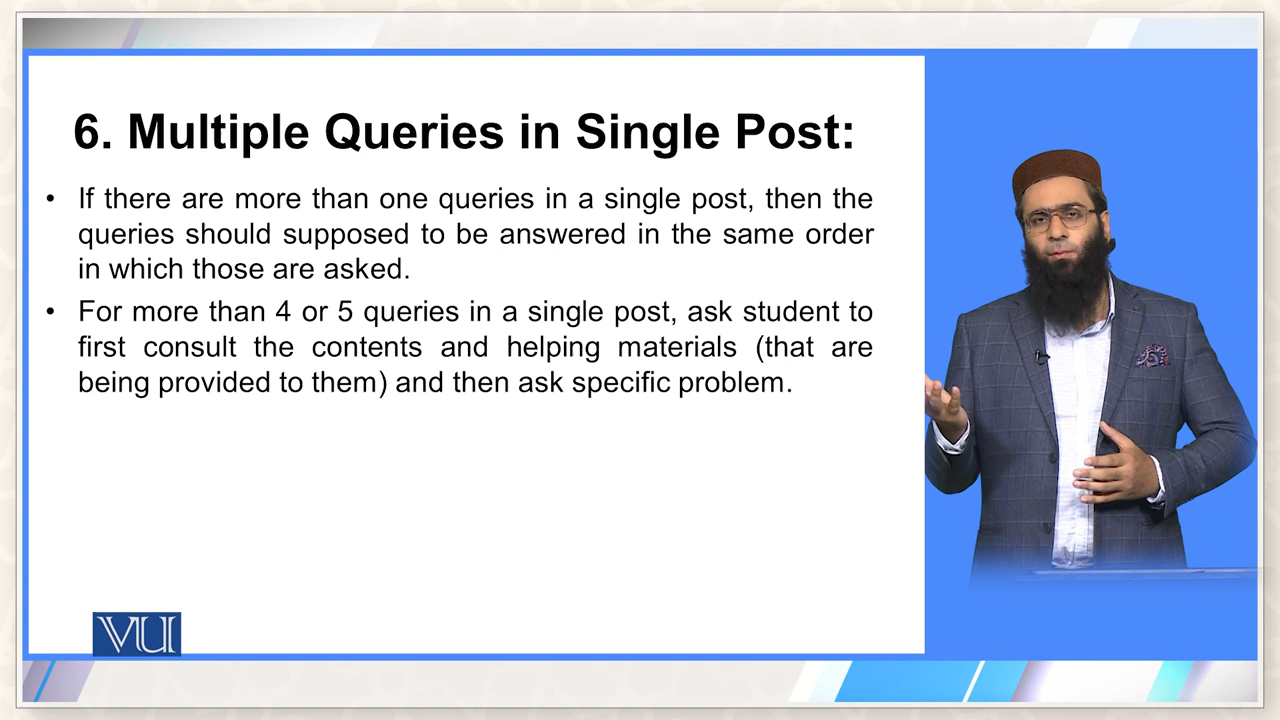 6. Multiple Queries in Single Post:
• If there are more than one queries in a single post, then the
queries should supposed to be answered in the same order
in which those are asked.
• For more than 4 or 5 queries in a single post, ask student to
first consult the contents and helping materials (that are
being provided to them) and then ask specific problem.
VU